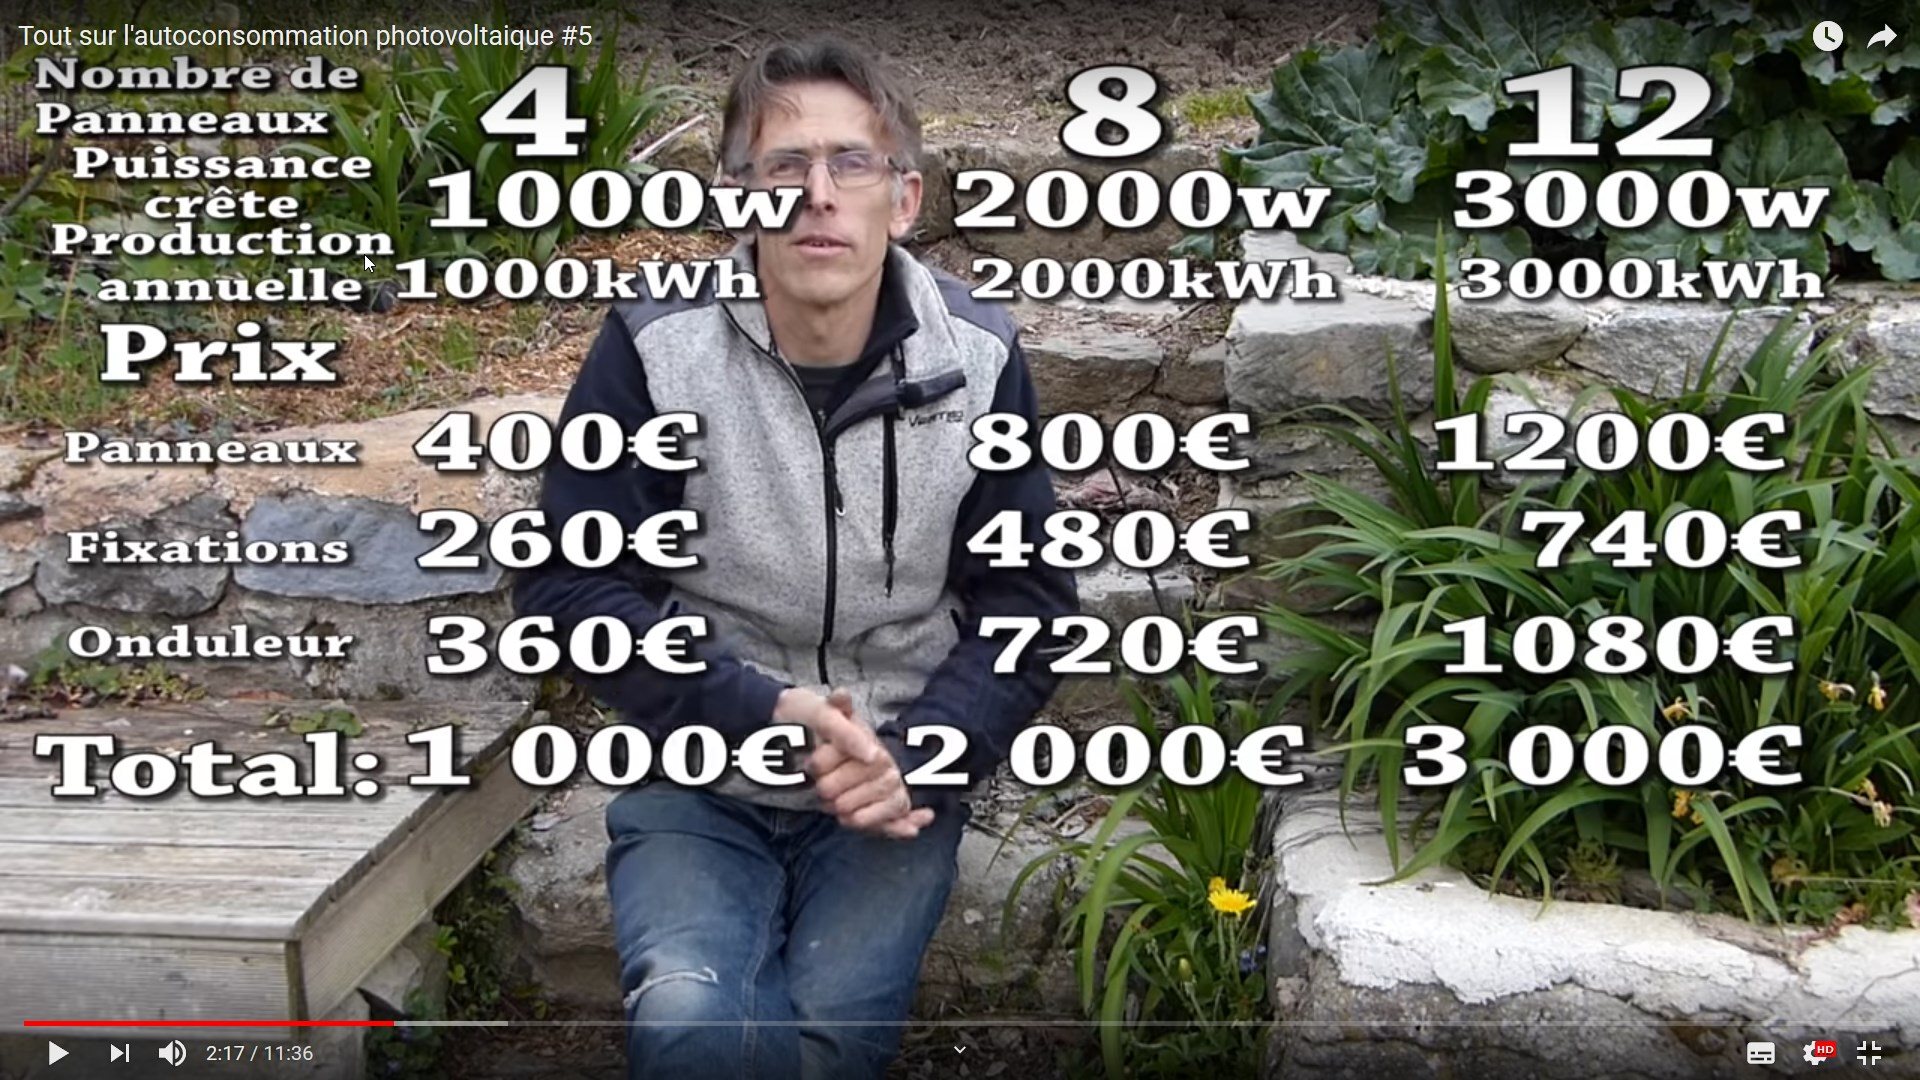 Tout sur l'autoconsommation photovoltaique #5
Nombre de
Panneaux
4 8 12
Puissance
crête
1000w 2000w 3000w
Production
annuelle
1000kWh 2000kWh 3000kWh
Prix
Panneaux 400€ 800€ 1200€
Fixations 260€ 480€ 740€
Onduleur 360€ 720€ 1080€
Total: 1 000€ 2 000€ 3 000€
2:17 / 11:36
HD